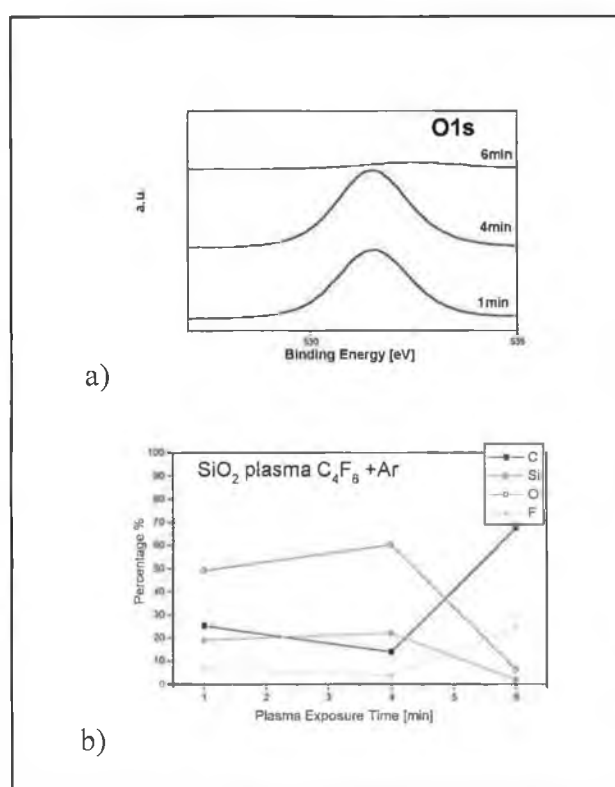 O1s
6min
4min
1min
a.u.
530
535
Binding Energy [eV]
a)
SiO₂ plasma C₄F₆ +Ar
C
Si
O
F
100
90
80
70
60
50
40
30
20
10
0
Percentage %
1
2
3
4
5
6
Plasma Exposure Time [min]
b)